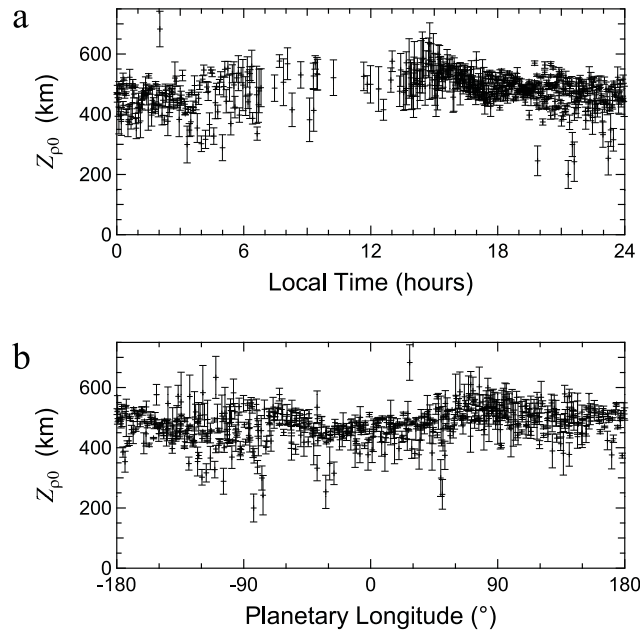 a
600
400
200
0
Zρ0 (km)
0 6 12 18 24
Local Time (hours)
b
600
400
200
0
Zρ0 (km)
-180 -90 0 90 180
Planetary Longitude (°)